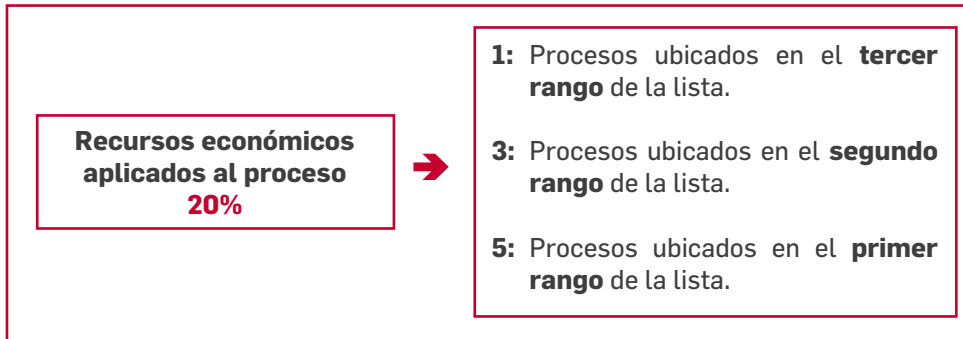 Recursos económicos
aplicados al proceso
20%
1: Procesos ubicados en el tercer
rango de la lista.
3: Procesos ubicados en el segundo
rango de la lista.
5: Procesos ubicados en el primer
rango de la lista.